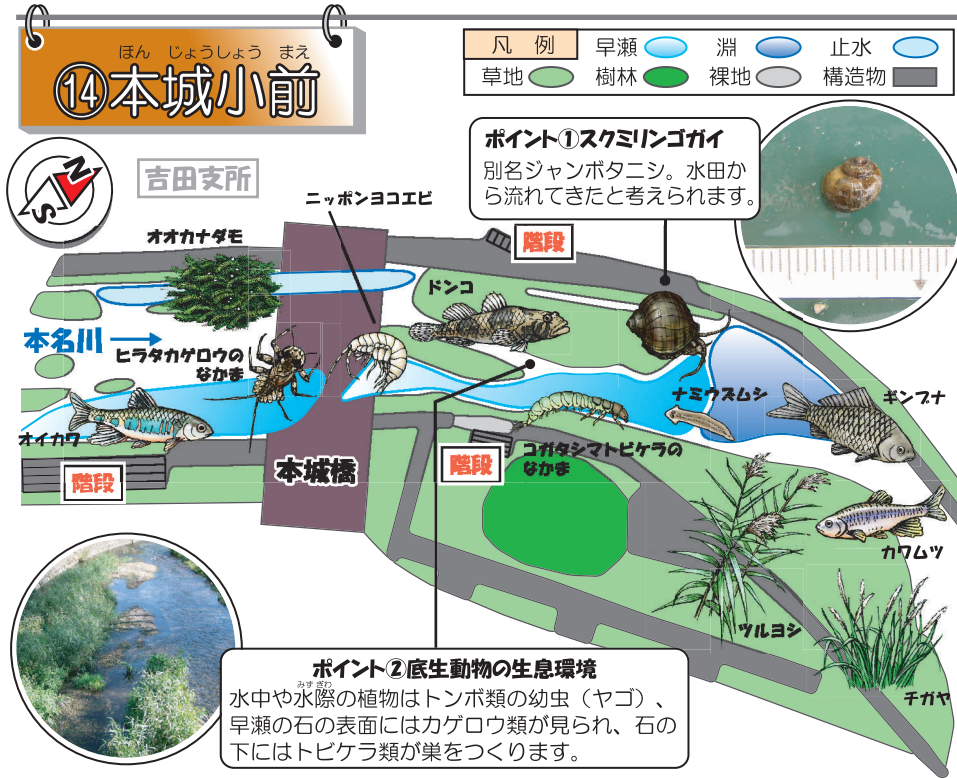 ほん じょうしょう まえ
⑭本城小前
凡 例
早瀬
淵
止水
草地
樹林
裸地
構造物
N
S
吉田支所
ポイント①スクミリンゴガイ
別名ジャンボタニシ。水田か
ら流れてきたと考えられます。
ニッポンヨコエビ
オオカナダモ
階段
ドンコ
本名川
ヒラタカゲロウの
なかま
ナミウズムシ
ギンブナ
オイカワ
階段
本城橋
階段
コガタシマトビケラの
なかま
カワムツ
ツルヨシ
チガヤ
ポイント②底生動物の生息環境
みずぎわ
水中や水際の植物はトンボ類の幼虫（ヤゴ）、
早瀬の石の表面にはカゲロウ類が見られ、石の
下にはトビケラ類が巣をつくります。